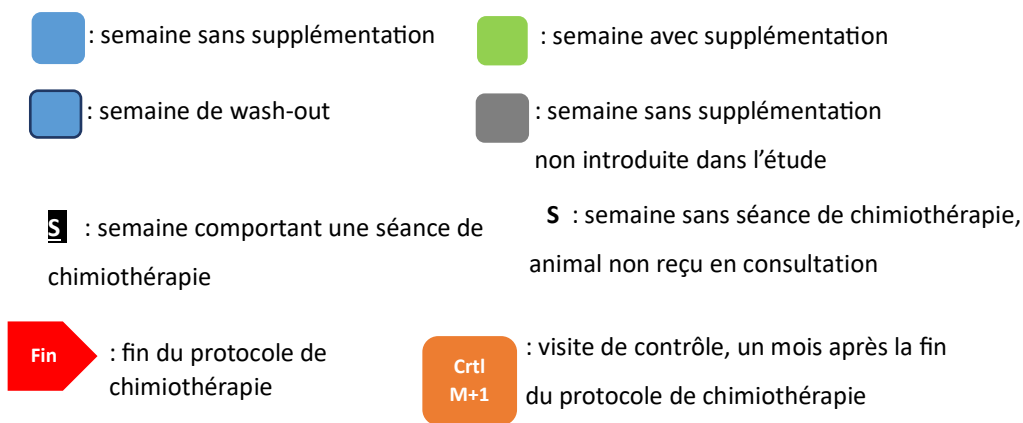 : semaine sans supplémentation
: semaine avec supplémentation
: semaine de wash-out
: semaine sans supplémentation
non introduite dans l’étude
S : semaine comportant une séance de
chimiothérapie
S : semaine sans séance de chimiothérapie,
animal non reçu en consultation
Fin : fin du protocole de
chimiothérapie
Crtl
M+1
: visite de contrôle, un mois après la fin
du protocole de chimiothérapie